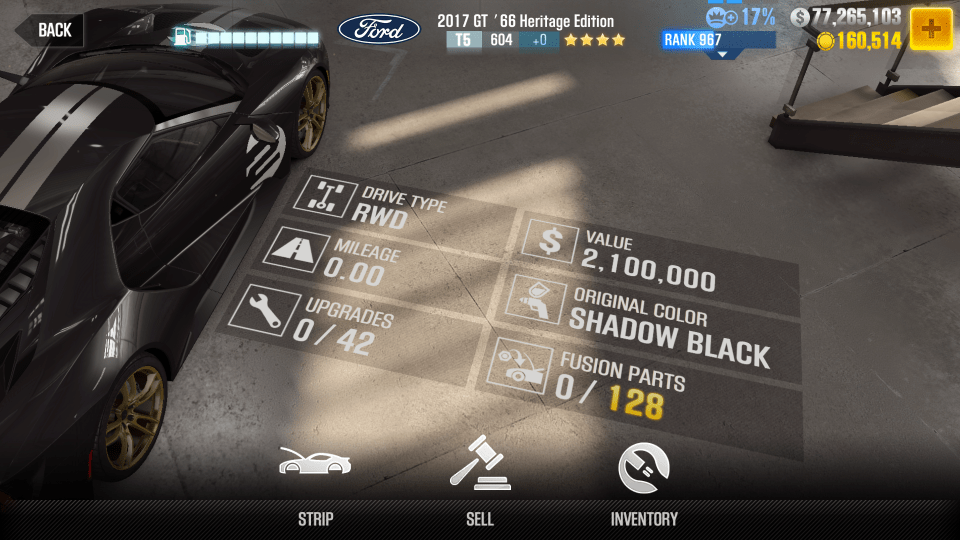 BACK
Ford
2017 GT ´66 Heritage Edition
T5 604 +0
17%
RANK 967
77,265,103
160,514
DRIVE TYPE
RWD
MILEAGE
0.00
UPGRADES
0 / 42
VALUE
2,100,000
ORIGINAL COLOR
SHADOW BLACK
FUSION PARTS
0 / 128
STRIP
SELL
INVENTORY